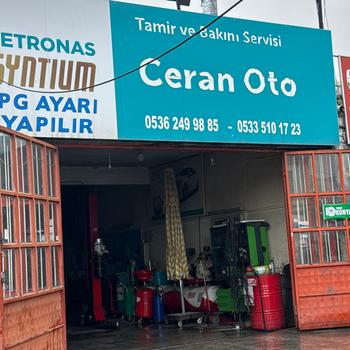 ETRONAS
SYNTIUM
PG AYARI
YAPILIR
Tamir ve Bakım Servisi
Ceran Oto
0536 249 98 85 - 0533 510 17 23